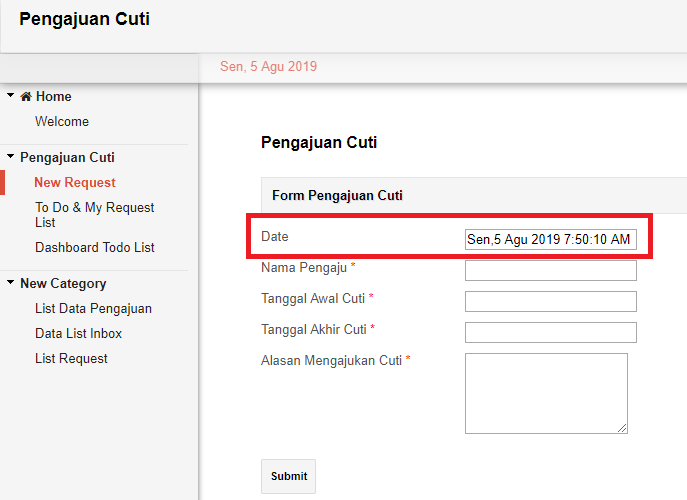 Pengajuan Cuti
Sen, 5 Agu 2019
Home
Welcome
Pengajuan Cuti
New Request
To Do & My Request
List
Dashboard Todo List
New Category
List Data Pengajuan
Data List Inbox
List Request
Pengajuan Cuti
Form Pengajuan Cuti
Date Sen,5 Agu 2019 7:50:10 AM
Nama Pengaju *
Tanggal Awal Cuti *
Tanggal Akhir Cuti *
Alasan Mengajukan Cuti *
Submit